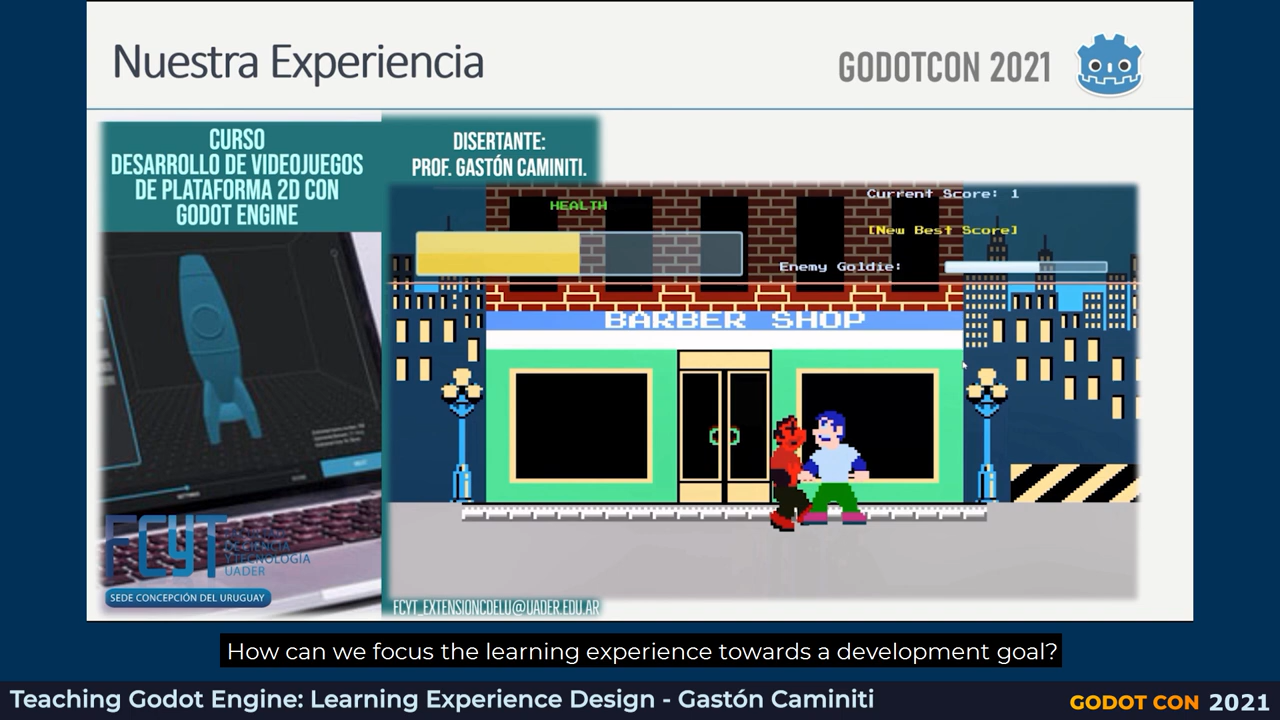 Nuestra Experiencia
GODOTCON 2021
CURSO
DESARROLLO DE VIDEOJUEGOS
DE PLATAFORMA 2D CON
GODOT ENGINE
DISERTANTE:
PROF. GASTÓN CAMINITI.
Current Score: 1
HEALTH
[New Best Score]
Enemy Goldie:
BARBER SHOP
FCYT
DE CIENCIA
Y TECNOLOGÍA
UADER
SEDE CONCEPCIÓN DEL URUGUAY
FCYT_EXTENSIONCDELU@UADER.EDU.AR
How can we focus the learning experience towards a development goal?
Teaching Godot Engine: Learning Experience Design - Gastón Caminiti
GODOT CON 2021